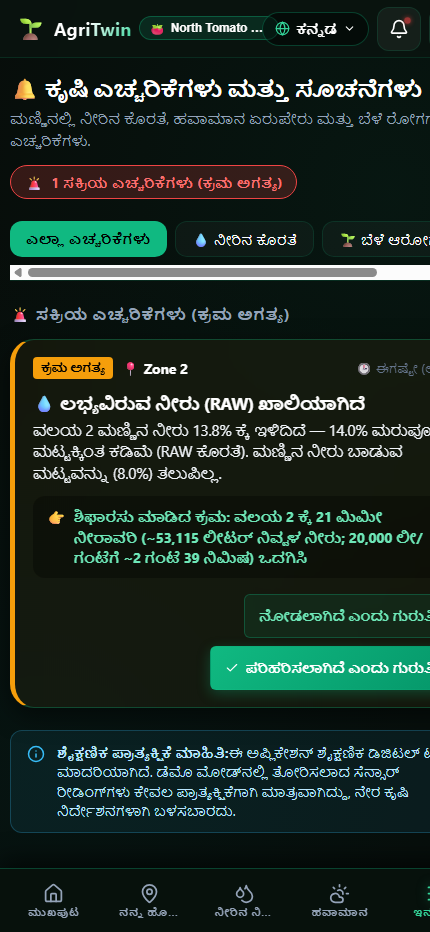 AgriTwin North Tomato ... ಕನ್ನಡ
ಕೃಷಿ ಎಚ್ಚರಿಕೆಗಳು ಮತ್ತು ಸೂಚನೆಗಳು
ಮಣ್ಣಿನಲ್ಲಿ ನೀರಿನ ಕೊರತೆ, ಹವಾಮಾನ ಏರುಪೇರು ಮತ್ತು ಬೆಳೆ ರೋಗ
ಎಚ್ಚರಿಕೆಗಳು.
1 ಸಕ್ರಿಯ ಎಚ್ಚರಿಕೆಗಳು (ಕ್ರಮ ಅಗತ್ಯ)
ಎಲ್ಲಾ ಎಚ್ಚರಿಕೆಗಳು ನೀರಿನ ಕೊರತೆ ಬೆಳೆ ಆರೋ
ಸಕ್ರಿಯ ಎಚ್ಚರಿಕೆಗಳು (ಕ್ರಮ ಅಗತ್ಯ)
ಕ್ರಮ ಅಗತ್ಯ Zone 2 ಈಗಷ್ಟೇ
ಲಭ್ಯವಿರುವ ನೀರು (RAW) ಖಾಲಿಯಾಗಿದೆ
ವಲಯ 2 ಮಣ್ಣಿನ ನೀರು 13.8% ಕ್ಕೆ ಇಳಿದಿದೆ — 14.0% ಮರುಪೂ
ಮಟ್ಟಕ್ಕಿಂತ ಕಡಿಮೆ (RAW ಕೊರತೆ). ಮಣ್ಣಿನ ನೀರು ಬಾಡುವ
ಮಟ್ಟವನ್ನು (8.0%) ತಲುಪಿಲ್ಲ.
ಶಿಫಾರಸು ಮಾಡಿದ ಕ್ರಮ: ವಲಯ 2 ಕ್ಕೆ 21 ಮಿಮೀ
ನೀರಾವರಿ (~53,115 ಲೀಟರ್ ನಿವ್ವಳ ನೀರು; 20,000 ಲೀ/
ಗಂಟೆಗೆ ~2 ಗಂಟೆ 39 ನಿಮಿಷ) ಒದಗಿಸಿ
ನೋಡಲಾಗಿದೆ ಎಂದು ಗುರುತಿ
ಪರಿಹರಿಸಲಾಗಿದೆ ಎಂದು ಗುರುತಿ
ಶೈಕ್ಷಣಿಕ ಪ್ರಾತ್ಯಕ್ಷಿಕೆ ಮಾಹಿತಿ:ಈ ಅಪ್ಲಿಕೇಶನ್ ಶೈಕ್ಷಣಿಕ ಡಿಜಿಟಲ್
ಮಾದರಿಯಾಗಿದೆ. ಡೆಮೊ ಮೋಡ್‌ನಲ್ಲಿ ತೋರಿಸಲಾದ ಸೆನ್ಸಾರ್
ರೀಡಿಂಗ್‌ಗಳು ಕೇವಲ ಪ್ರಾತ್ಯಕ್ಷಿಕೆಗಾಗಿ ಮಾತ್ರವಾಗಿದ್ದು, ನೇರ ಕೃಷಿ
ನಿರ್ದೇಶನಗಳಾಗಿ ಬಳಸಬಾರದು.
ಮುಖಪುಟ ನನ್ನ ಹೊ... ನೀರಿನ ನಿ... ಹವಾಮಾನ ಇನ